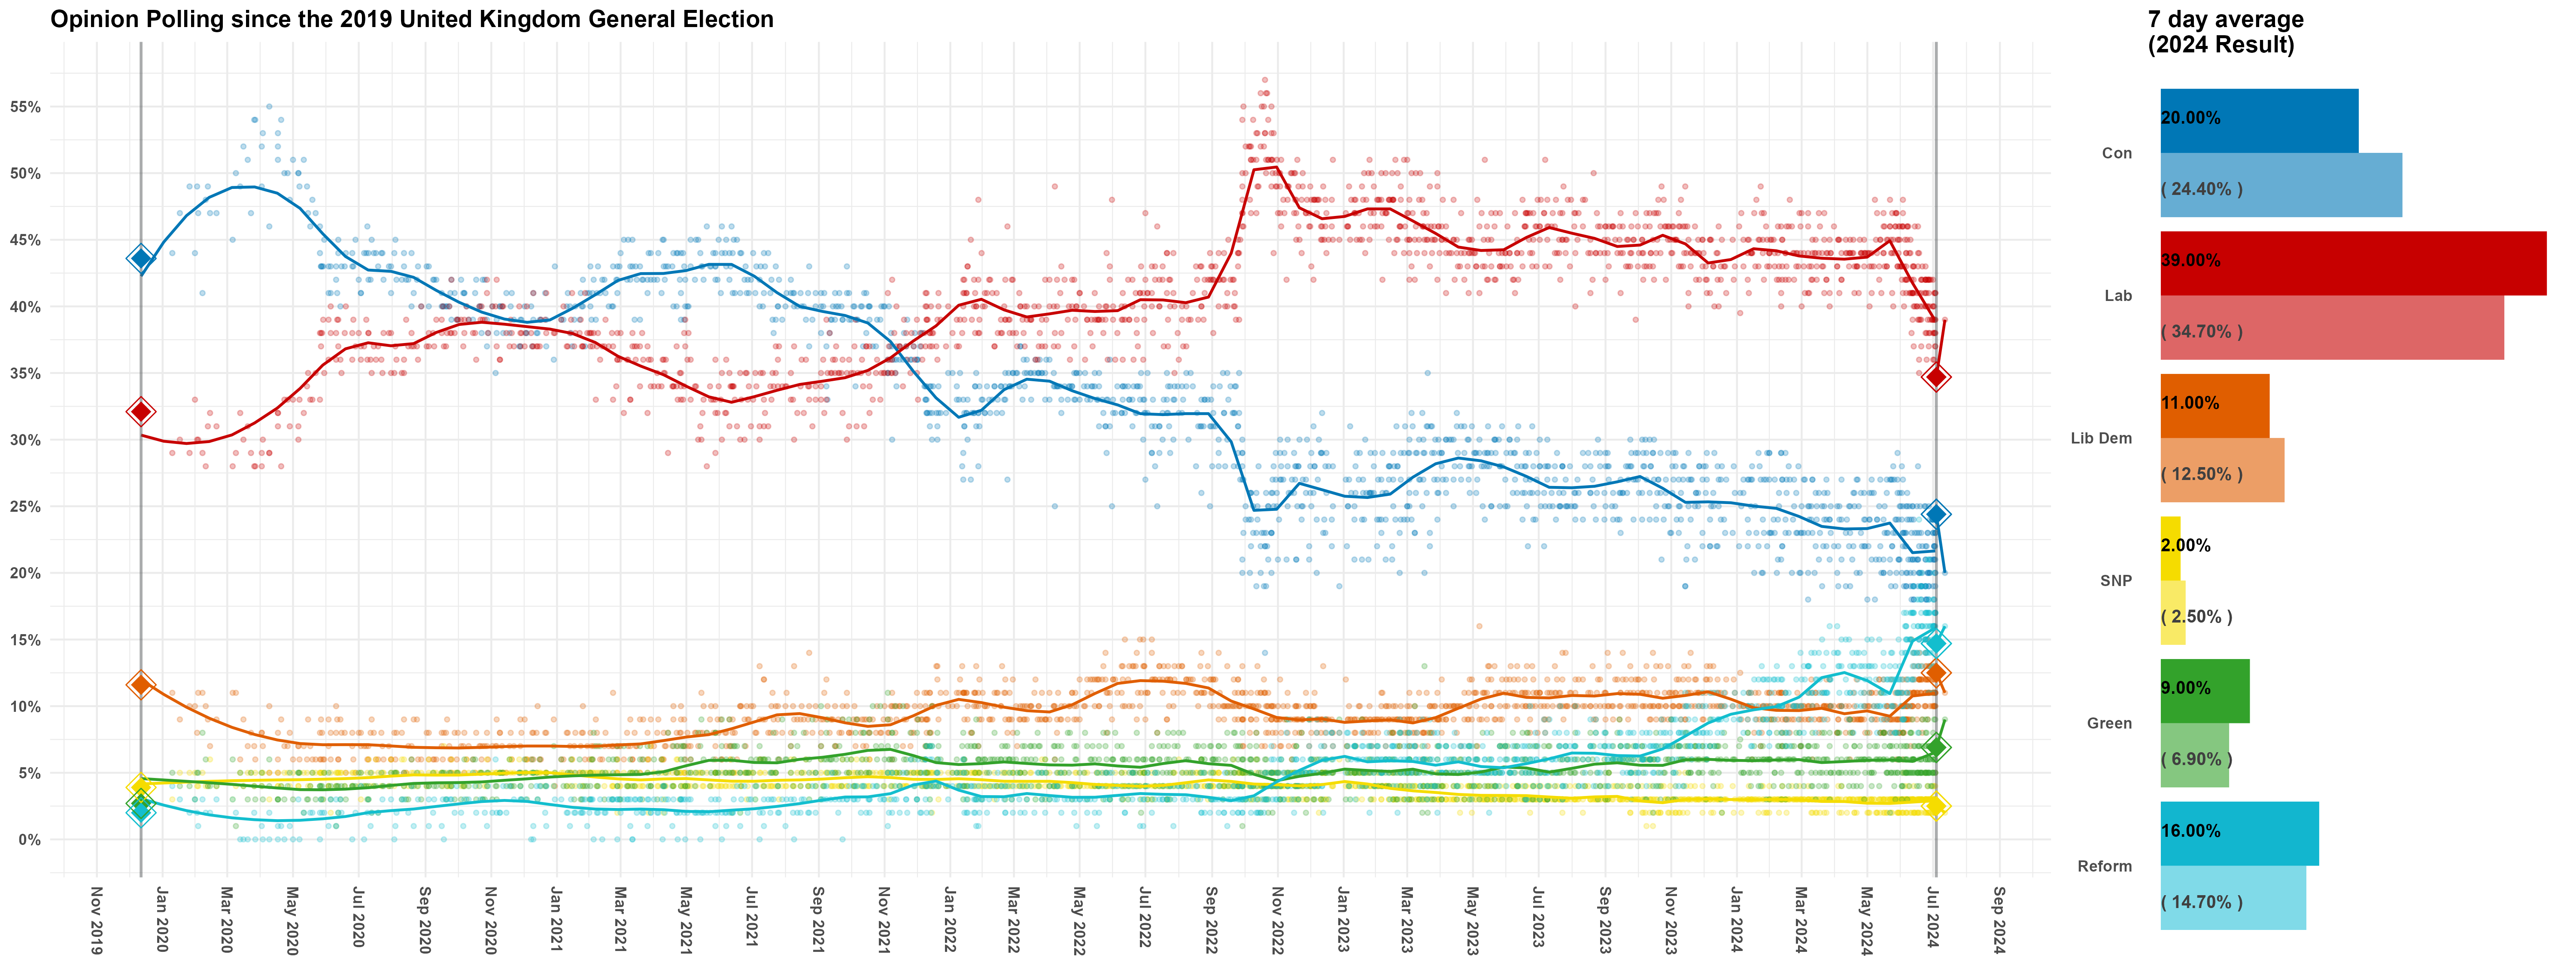 Opinion Polling since the 2019 United Kingdom General Election
55%
50%
45%
40%
35%
30%
25%
20%
15%
10%
5%
0%
Nov 2019
Jan 2020
Mar 2020
May 2020
Jul 2020
Sep 2020
Nov 2020
Jan 2021
Mar 2021
May 2021
Jul 2021
Sep 2021
Nov 2021
Jan 2022
Mar 2022
May 2022
Jul 2022
Sep 2022
Nov 2022
Jan 2023
Mar 2023
May 2023
Jul 2023
Sep 2023
Nov 2023
Jan 2024
Mar 2024
May 2024
Jul 2024
Sep 2024
7 day average
(2024 Result)
Con
20.00%
( 24.40% )
Lab
39.00%
( 34.70% )
Lib Dem
11.00%
( 12.50% )
SNP
2.00%
( 2.50% )
Green
9.00%
( 6.90% )
Reform
16.00%
( 14.70% )